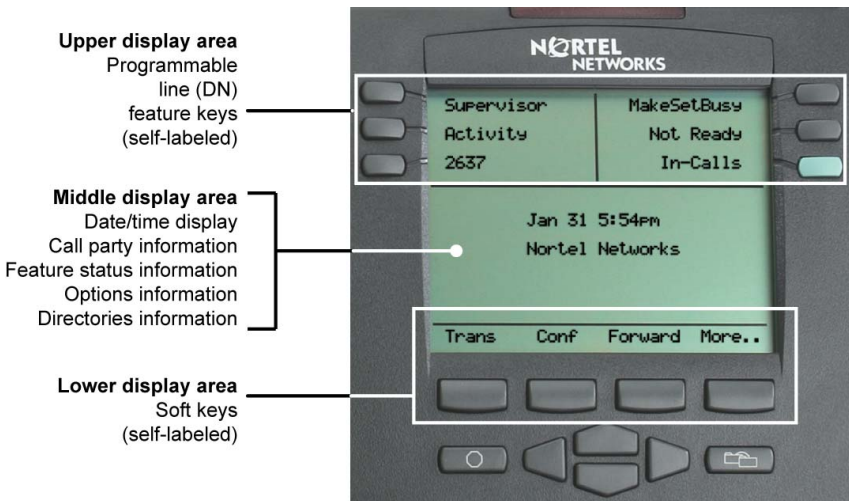 Upper display area
Programmable
line (DN)
feature keys
(self-labeled)
Middle display area
Date/time display
Call party information
Feature status information
Options information
Directories information
Lower display area
Soft keys
(self-labeled)
NORTEL
NETWORKS
Supervisor MakeSetBusy
Activity Not Ready
2637 In-Calls
Jan 31 5:54pm
Nortel Networks
Trans Conf Forward More..